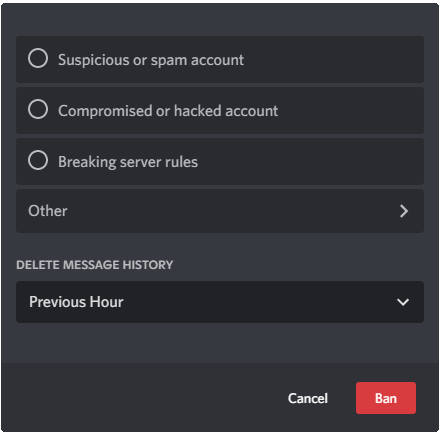 Suspicious or spam account
Compromised or hacked account
Breaking server rules
Other
DELETE MESSAGE HISTORY
Previous Hour
Cancel
Ban